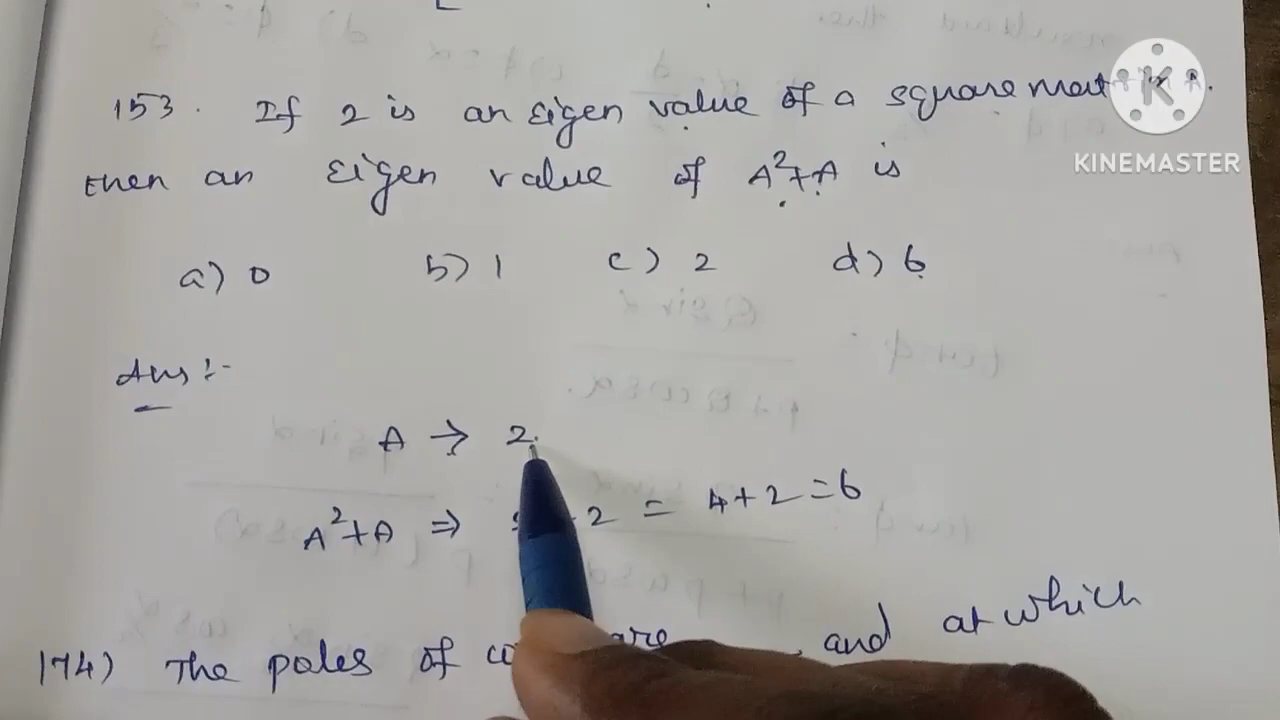 153. If 2 is an Eigen value of a square
KINEMASTER
then an Eigen value of A²+A is
a) 0 b) 1 c) 2 d) 6
Ans:-
A → 2
A²+A ⇒ 2 = 4+2=6
174) The poles of are and at which